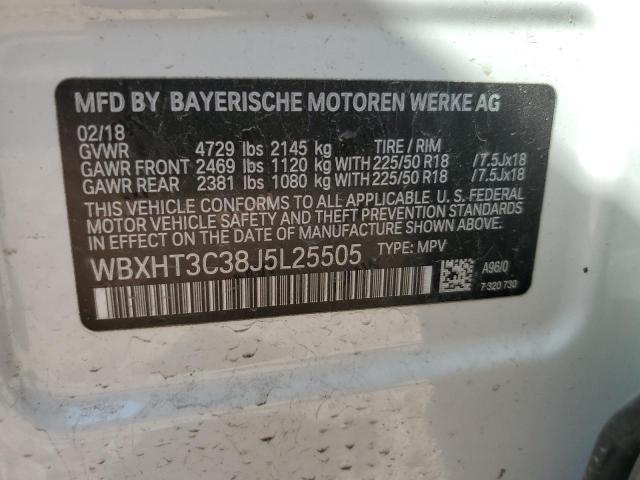 MFD BY BAYERISCHE MOTOREN WERKE AG
02/18
GVWR 4729 lbs 2145 kg TIRE / RIM
GAWR FRONT 2469 lbs 1120 kg WITH 225/50 R18 /7.5Jx18
GAWR REAR 2381 lbs 1080 kg WITH 225/50 R18 /7.5Jx18
THIS VEHICLE CONFORMS TO ALL APPLICABLE U. S. FEDERAL
MOTOR VEHICLE SAFETY AND THEFT PREVENTION STANDARDS
IN EFFECT ON THE DATE OF MANUFACTURE SHOWN ABOVE.
WBXHT3C38J5L25505 TYPE: MPV
A96/0
7 320 730